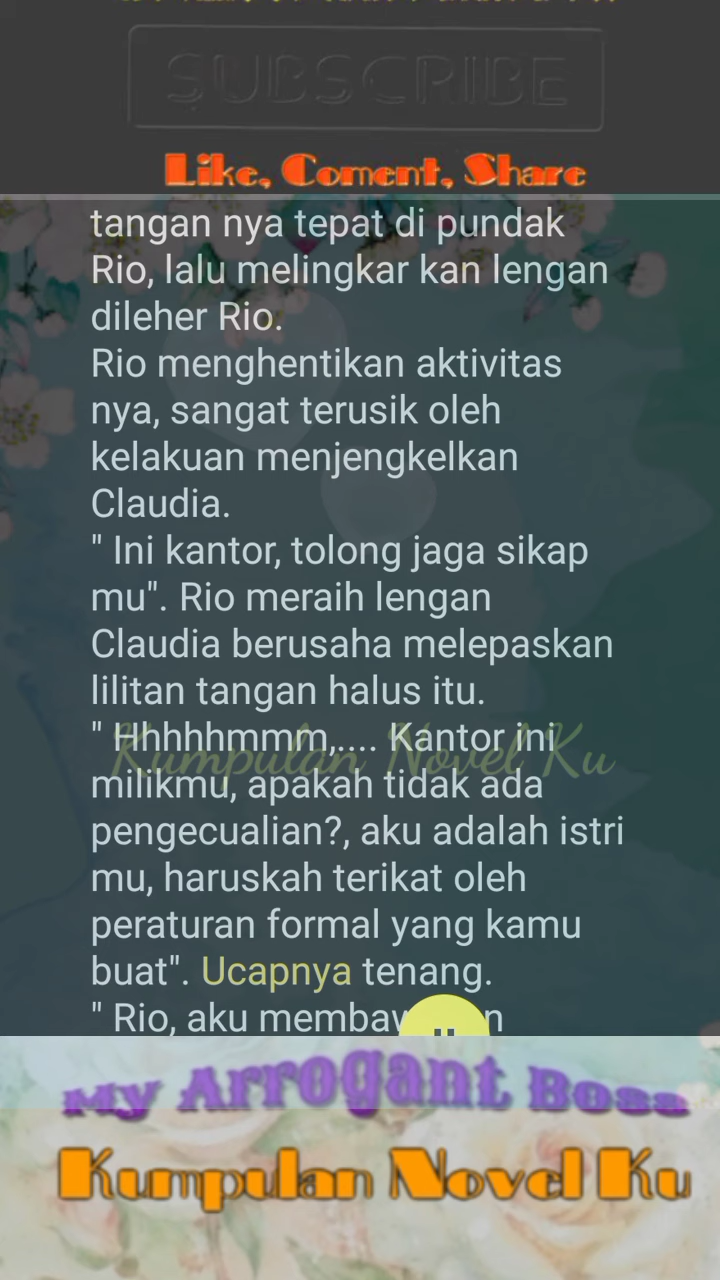 SUBSCRIBE
Like, Coment, Share
tangan nya tepat di pundak
Rio, lalu melingkar kan lengan
dileher Rio.
Rio menghentikan aktivitas
nya, sangat terusik oleh
kelakuan menjengkelkan
Claudia.
" Ini kantor, tolong jaga sikap
mu". Rio meraih lengan
Claudia berusaha melepaskan
lilitan tangan halus itu.
" Hhhhhmmm,.... Kantor ini
Kumpulan Novel Ku
milikmu, apakah tidak ada
pengecualian?, aku adalah istri
mu, haruskah terikat oleh
peraturan formal yang kamu
buat". Ucapnya tenang.
" Rio, aku
My Arrogant Boss
Kumpulan Novel Ku